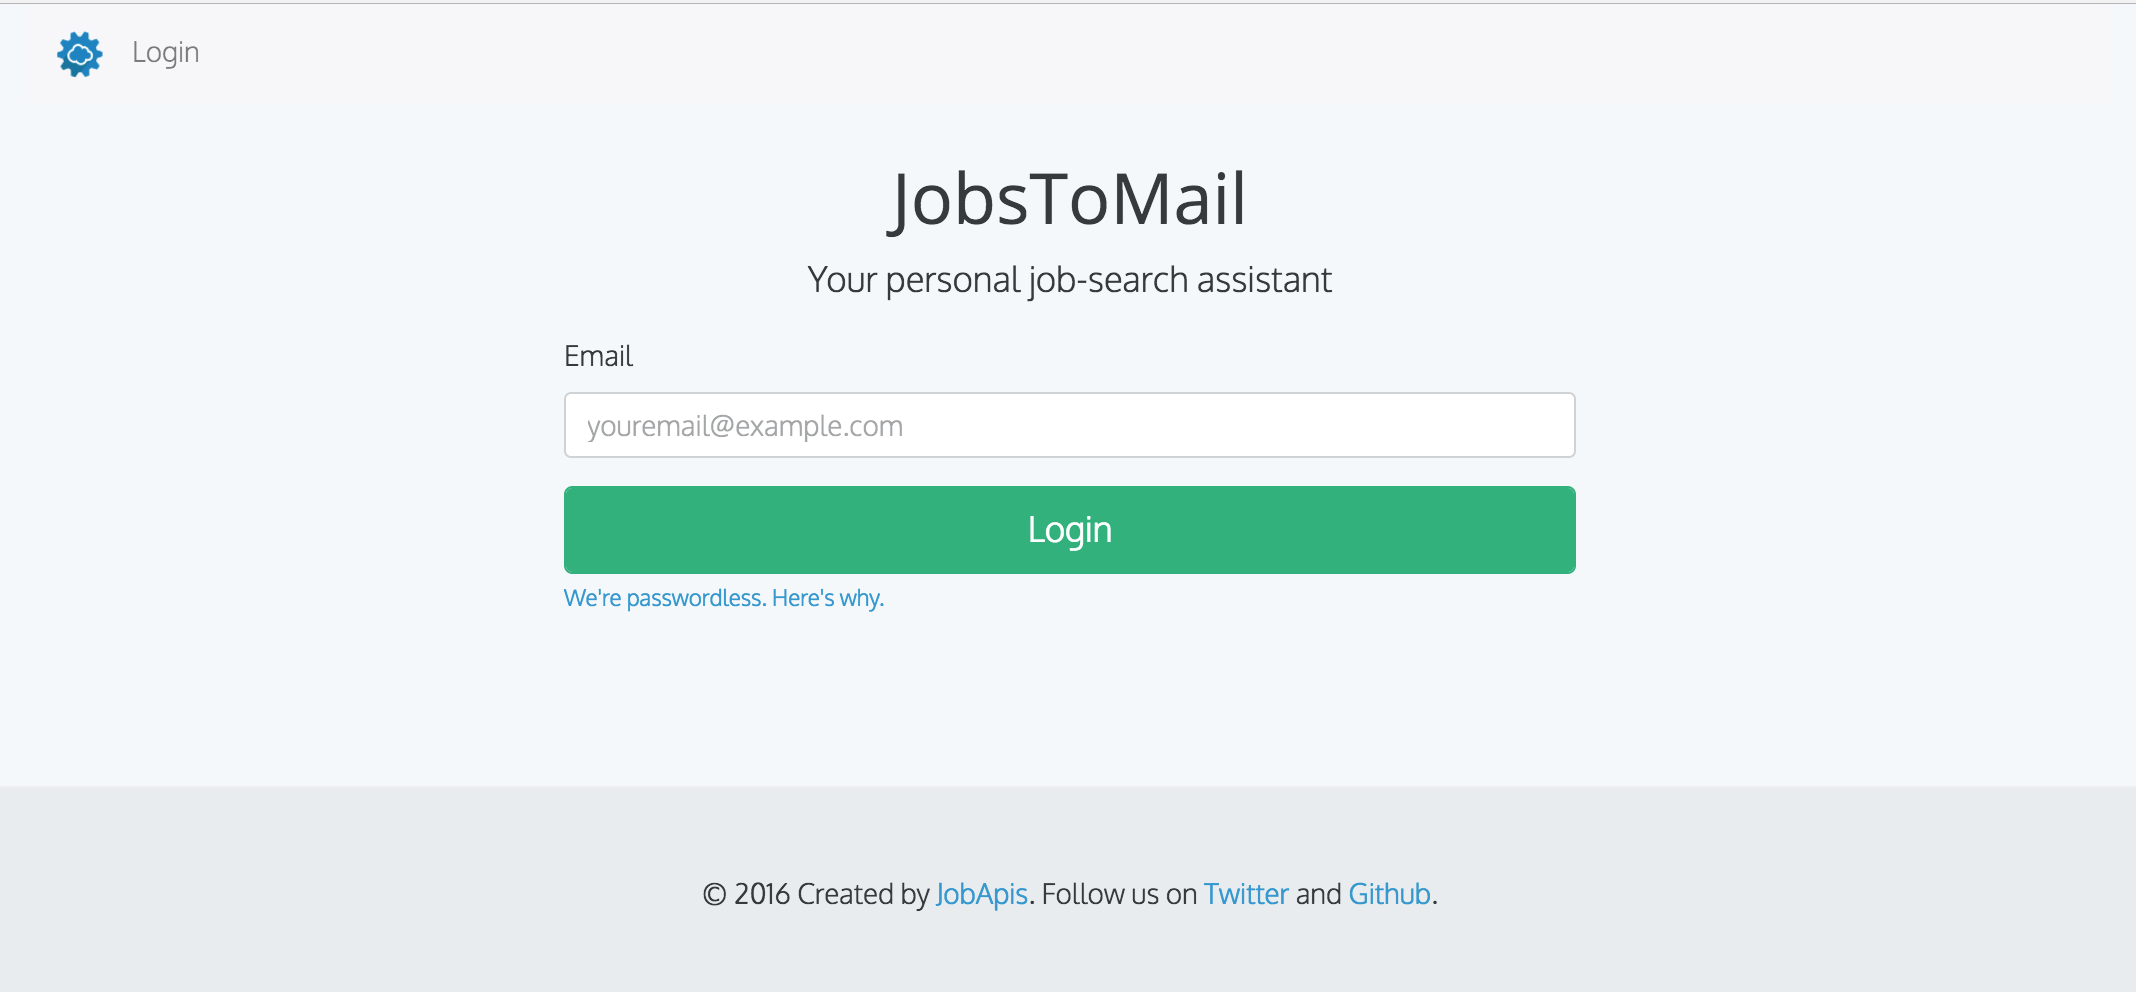 Login
JobsToMail
Your personal job-search assistant
Email
youremail@example.com
Login
We're passwordless. Here's why.
© 2016 Created by JobApis. Follow us on Twitter and Github.